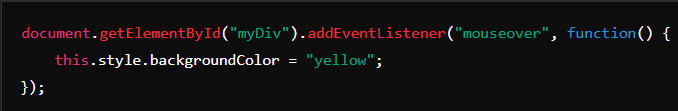 document.getElementById("myDiv").addEventListener("mouseover", function() {
    this.style.backgroundColor = "yellow";
});